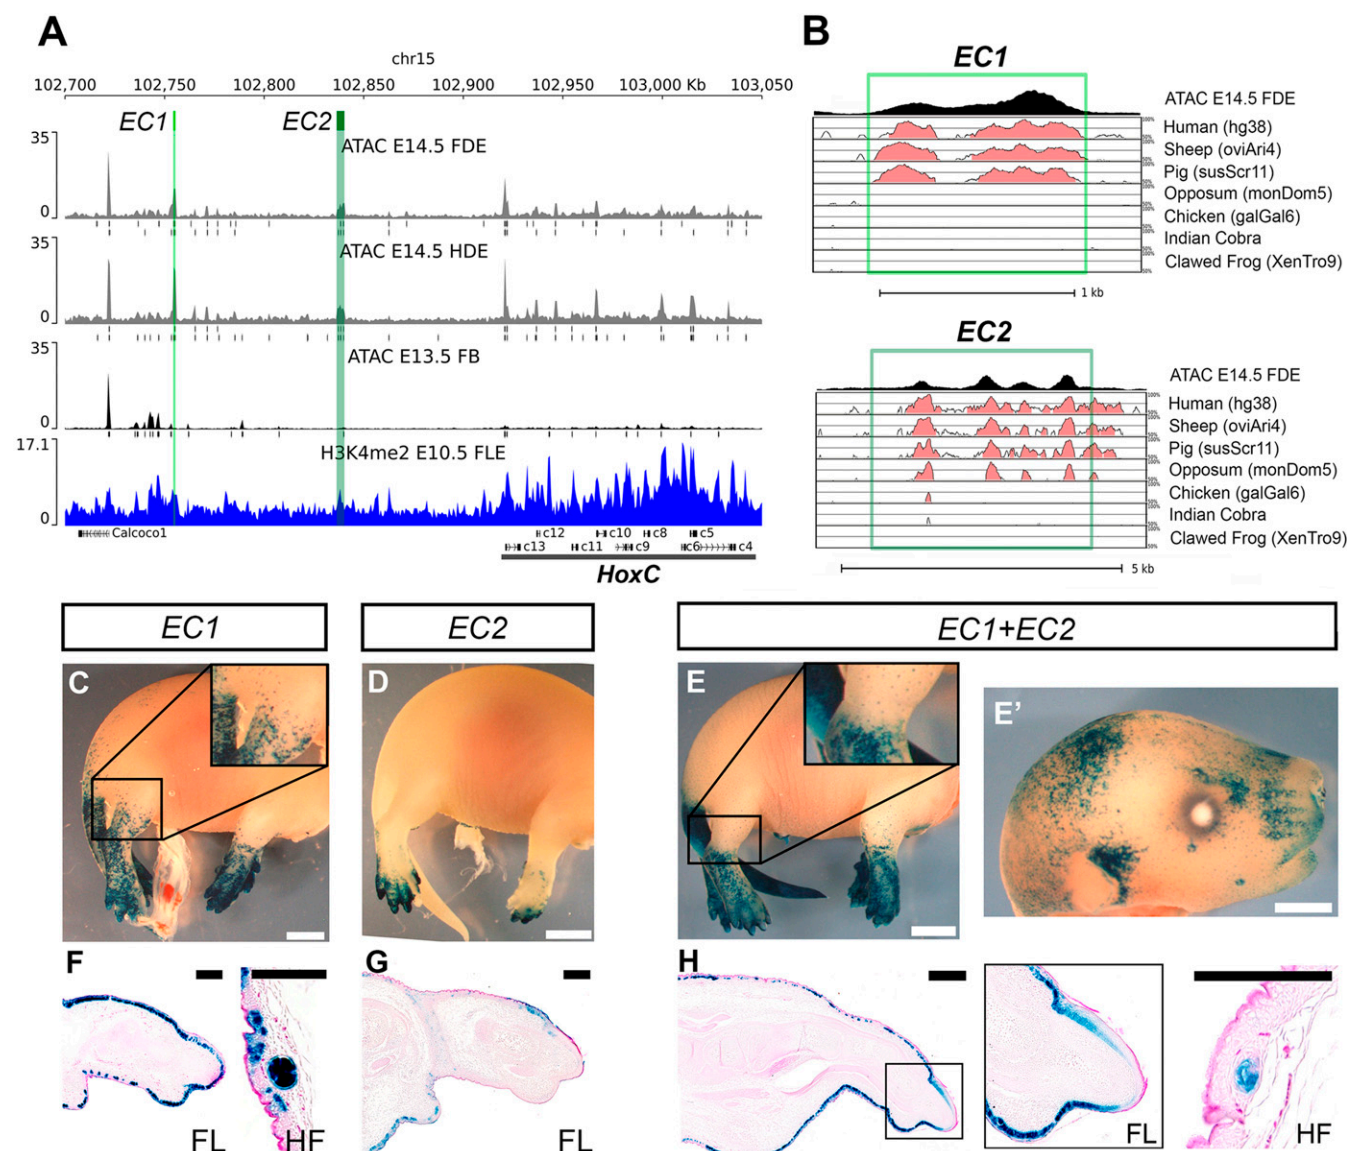 A
chr15
102,700 102,750 102,800 102,850 102,900 102,950 103,000 Kb 103,050
EC1 EC2
35
ATAC E14.5 FDE
0
35
ATAC E14.5 HDE
0
35
ATAC E13.5 FB
0
17.1
H3K4me2 E10.5 FLE
0
Calcoco1 c12 c10 c8 c5
c13 c11 c9 c6 c4
HoxC
B
EC1
ATAC E14.5 FDE
Human (hg38)
Sheep (oviAri4)
Pig (susScr11)
Opposum (monDom5)
Chicken (galGal6)
Indian Cobra
Clawed Frog (XenTro9)
1 kb
EC2
ATAC E14.5 FDE
Human (hg38)
Sheep (oviAri4)
Pig (susScr11)
Opposum (monDom5)
Chicken (galGal6)
Indian Cobra
Clawed Frog (XenTro9)
5 kb
EC1 EC2 EC1+EC2
C D E E’
F G H
FL HF FL FL HF